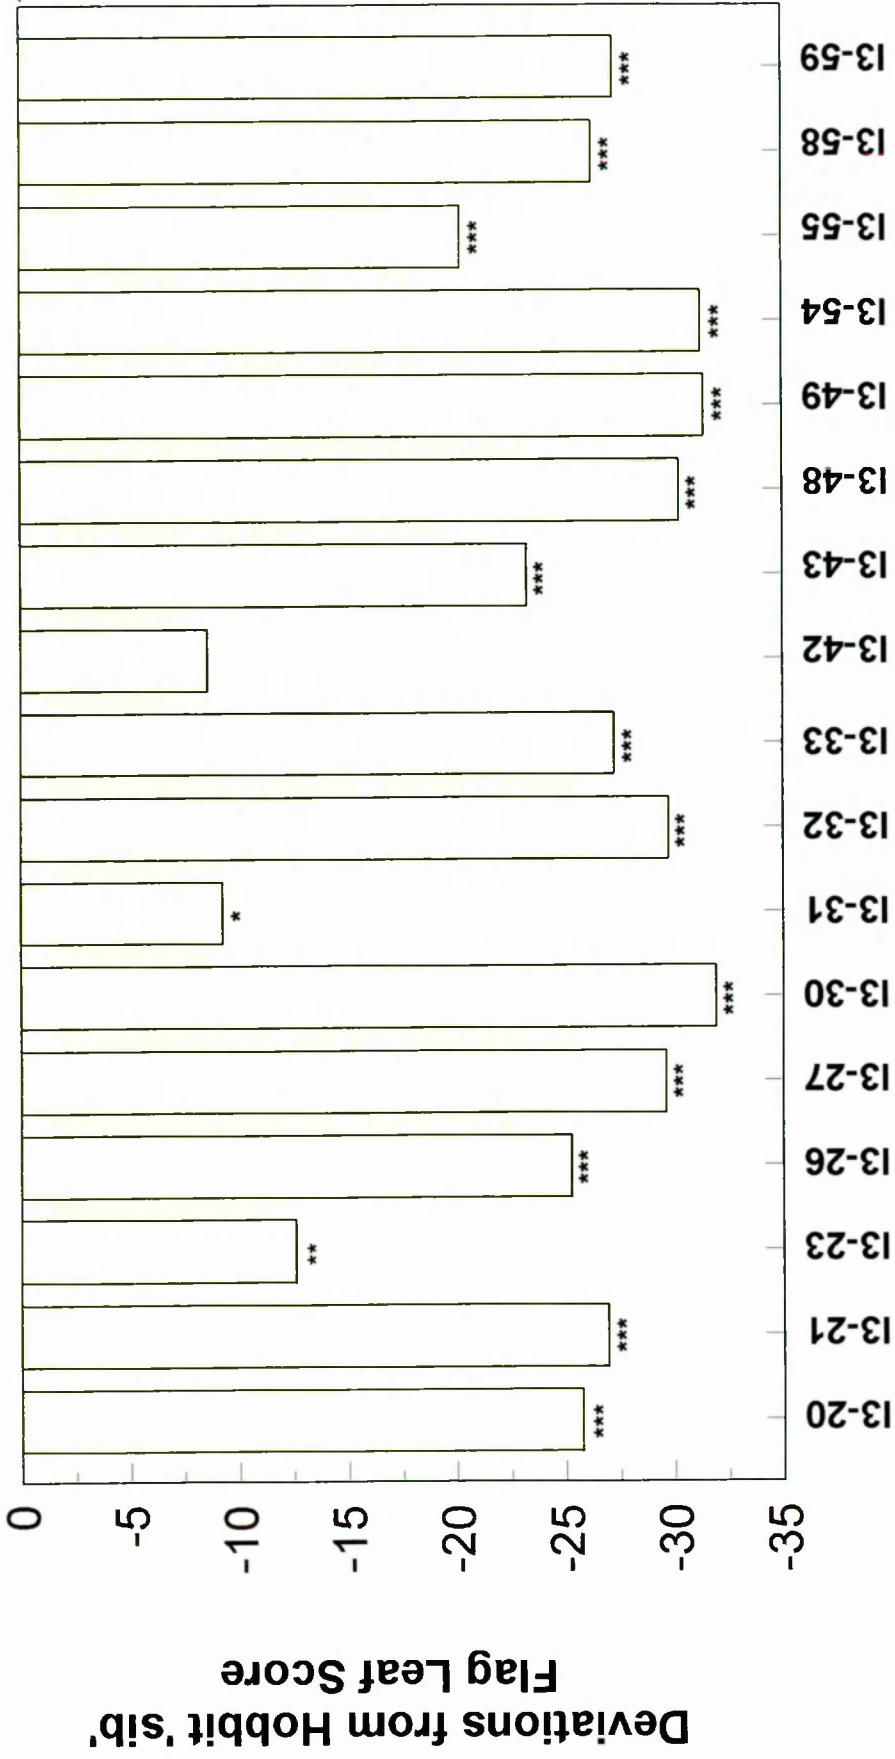 Deviations from Hobbit 'sib'
Flag Leaf Score
0
-5
-10
-15
-20
-25
-30
-35
***
***
**
***
***
***
*
***
***
***
***
***
***
***
***
***
I3-20
I3-21
I3-23
I3-26
I3-27
I3-30
I3-31
I3-32
I3-33
I3-42
I3-43
I3-48
I3-49
I3-54
I3-55
I3-58
I3-59